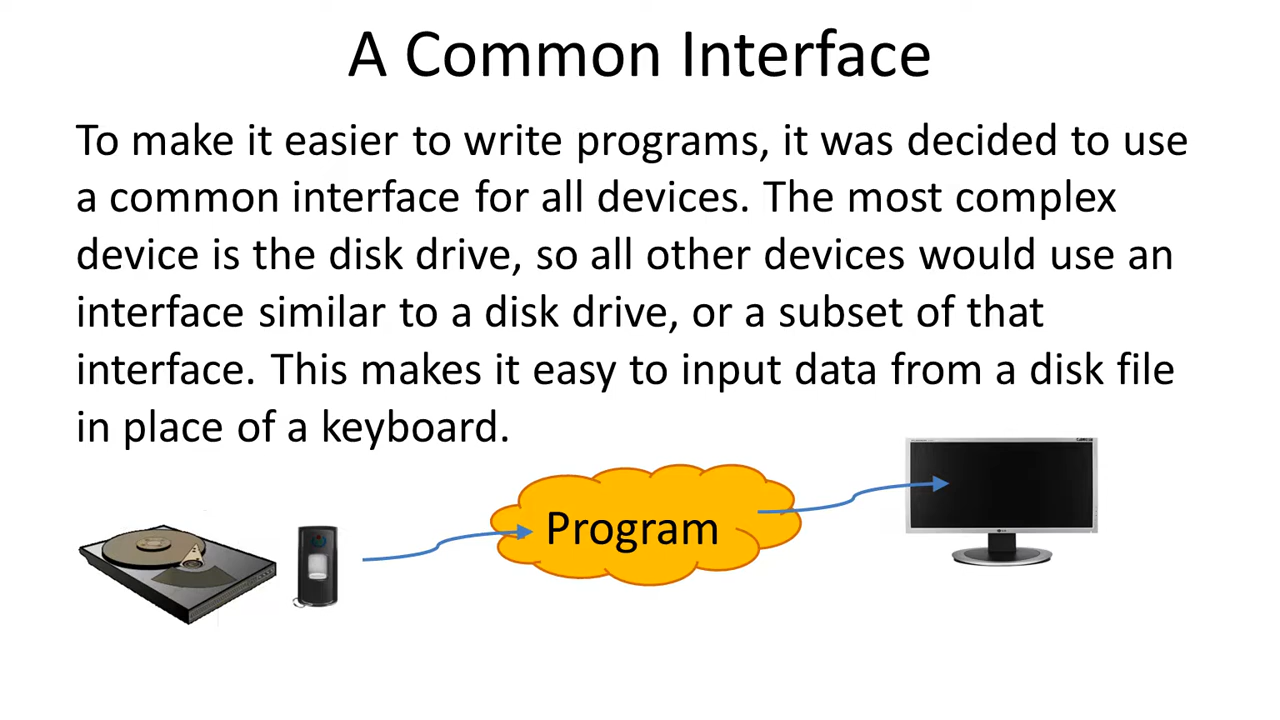 A Common Interface
To make it easier to write programs, it was decided to use
a common interface for all devices. The most complex
device is the disk drive, so all other devices would use an
interface similar to a disk drive, or a subset of that
interface. This makes it easy to input data from a disk file
in place of a keyboard.
Program